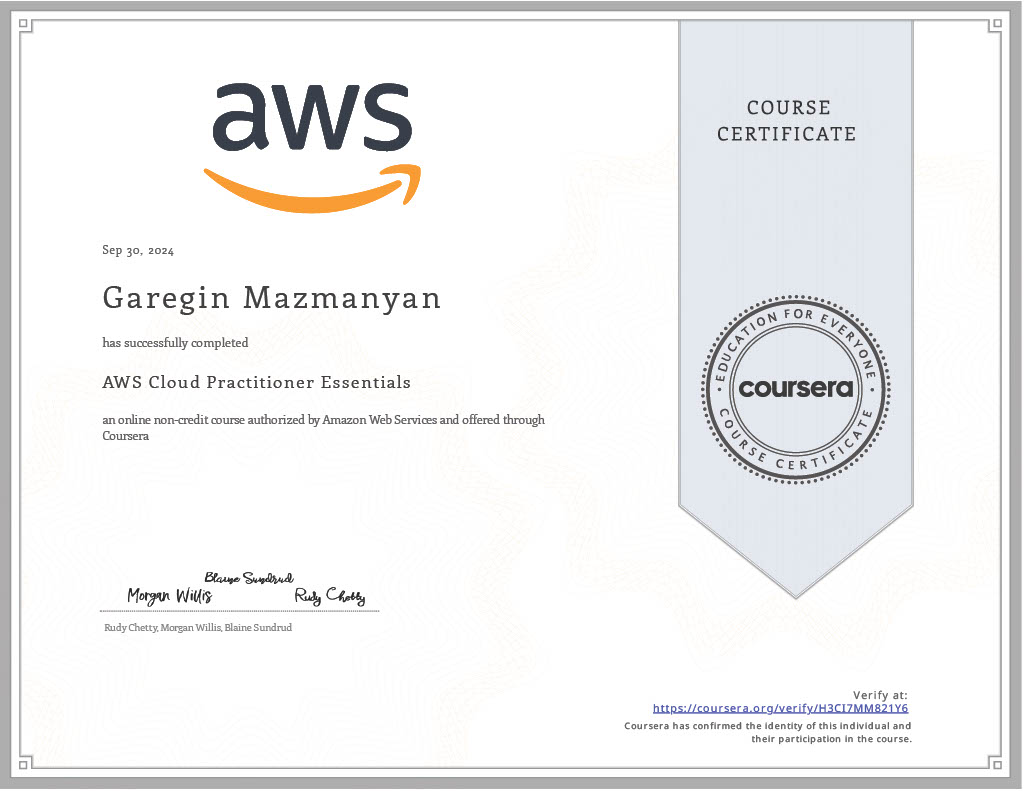 aws
COURSE
CERTIFICATE
Sep 30, 2024
Garegin Mazmanyan
has successfully completed
AWS Cloud Practitioner Essentials
an online non-credit course authorized by Amazon Web Services and offered through
Coursera
EDUCATION FOR EVERYONE
coursera
COURSE CERTIFICATE
Blaine Sundrud
Morgan Willis
Rudy Chetty
Rudy Chetty, Morgan Willis, Blaine Sundrud
Verify at:
https://coursera.org/verify/H3CI7MM821Y6
Coursera has confirmed the identity of this individual and
their participation in the course.